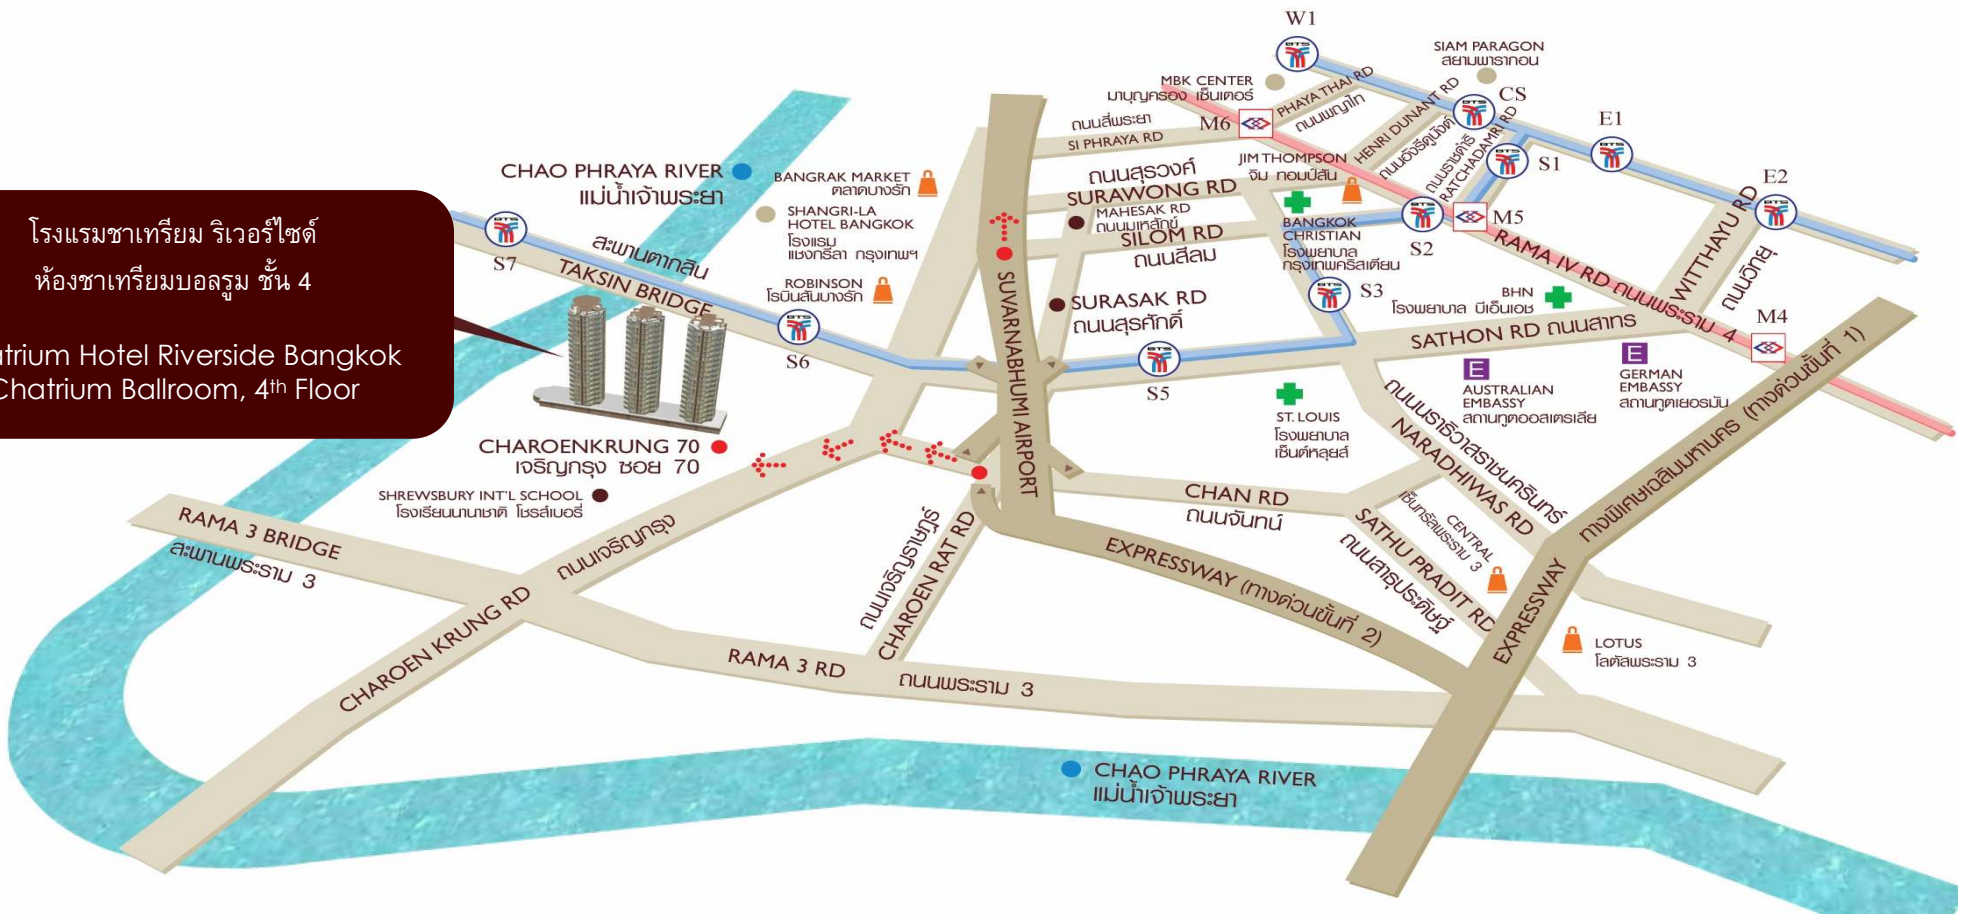 โรงแรมชาเทรียม ริเวอร์ไซด์
ห้องชาเทรียมบอลรูม ชั้น 4
atrium Hotel Riverside Bangkok
Chatrium Ballroom, 4th Floor
W1
SIAM PARAGON
สยามพารากอน
MBK CENTER
มาบุญครอง เซ็นเตอร์
PHAYA THAI RD
ถนนพญาไท
HENRI DUNANT RD
ถนนอังรีดูนังต์
BTS
CS
RATCHADAMRI RD
ถนนราชดำริ
E1
S1
E2
M6
ถนนสี่พระยา
SI PHRAYA RD
CHAO PHRAYA RIVER
แม่น้ำเจ้าพระยา
BANGRAK MARKET
ตลาดบางรัก
SHANGRI-LA
HOTEL BANGKOK
โรงแรม
แชงกรีลา กรุงเทพฯ
ROBINSON
โรบินสันบางรัก
ถนนสุรวงศ์
SURAWONG RD
JIM THOMPSON
จิม ทอมป์สัน
MAHESAK RD
ถนนมเหสักข์
SILOM RD
ถนนสีลม
BANGKOK
CHRISTIAN
โรงพยาบาล
กรุงเทพคริสเตียน
S2
M5
RAMA IV RD ถนนพระราม 4
WITTHAYU RD
ถนนวิทยุ
M4
S7
สะพานตากสิน
TAKSIN BRIDGE
S6
SUVARNABHUMI AIRPORT
SURASAK RD
ถนนสุรศักดิ์
S3
BHN
โรงพยาบาล บีเอ็นเอช
SATHON RD ถนนสาทร
S5
AUSTRALIAN
EMBASSY
สถานทูตออสเตรเลีย
GERMAN
EMBASSY
สถานทูตเยอรมัน
E
E
ST. LOUIS
โรงพยาบาล
เซ็นต์หลุยส์
ถนนนราธิวาสราชนครินทร์
NARADHIWAS RD
ทางพิเศษเฉลิมมหานคร (ทางด่วนขั้นที่ 1)
EXPRESSWAY
CHAROENKRUNG 70
เจริญกรุง ซอย 70
SHREWSBURY INT'L SCHOOL
โรงเรียนนานาชาติ โชรส์เบอรี่
RAMA 3 BRIDGE
สะพานพระราม 3
CHAROEN KRUNG RD
ถนนเจริญกรุง
ถนนเจริญราษฎร์
CHAROEN RAT RD
CHAN RD
ถนนจันทน์
EXPRESSWAY (ทางด่วนขั้นที่ 2)
SATHU PRADIT RD
ถนนสาธุประดิษฐ์
CENTRAL
เซ็นทรัลพระราม 3
LOTUS
โลตัสพระราม 3
RAMA 3 RD
ถนนพระราม 3
CHAO PHRAYA RIVER
แม่น้ำเจ้าพระยา